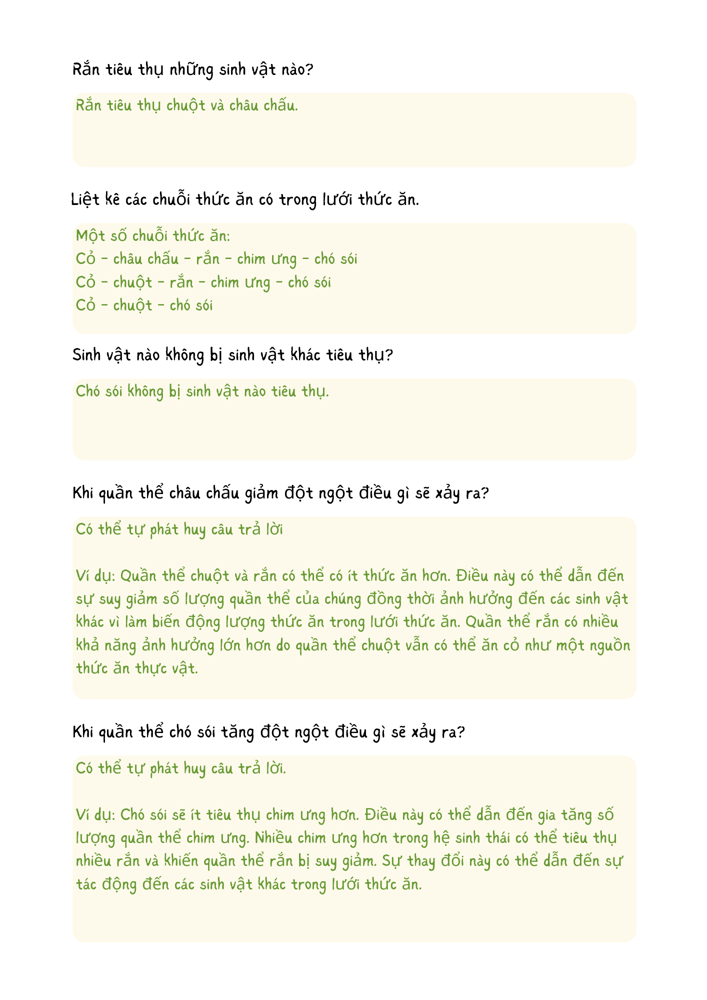 Rắn tiêu thụ những sinh vật nào?
Rắn tiêu thụ chuột và châu chấu.
Liệt kê các chuỗi thức ăn có trong lưới thức ăn.
Một số chuỗi thức ăn:
Cỏ - châu chấu - rắn - chim ưng - chó sói
Cỏ - chuột - rắn - chim ưng - chó sói
Cỏ - chuột - chó sói
Sinh vật nào không bị sinh vật khác tiêu thụ?
Chó sói không bị sinh vật nào tiêu thụ.
Khi quần thể châu chấu giảm đột ngột điều gì sẽ xảy ra?
Có thể tự phát huy câu trả lời
Ví dụ: Quần thể chuột và rắn có thể có ít thức ăn hơn. Điều này có thể dẫn đến
sự suy giảm số lượng quần thể của chúng đồng thời ảnh hưởng đến các sinh vật
khác vì làm biến động lượng thức ăn trong lưới thức ăn. Quần thể rắn có nhiều
khả năng ảnh hưởng lớn hơn do quần thể chuột vẫn có thể ăn cỏ như một nguồn
thức ăn thực vật.
Khi quần thể chó sói tăng đột ngột điều gì sẽ xảy ra?
Có thể tự phát huy câu trả lời.
Ví dụ: Chó sói sẽ ít tiêu thụ chim ưng hơn. Điều này có thể dẫn đến gia tăng số
lượng quần thể chim ưng. Nhiều chim ưng hơn trong hệ sinh thái có thể tiêu thụ
nhiều rắn và khiến quần thể rắn bị suy giảm. Sự thay đổi này có thể dẫn đến sự
tác động đến các sinh vật khác trong lưới thức ăn.